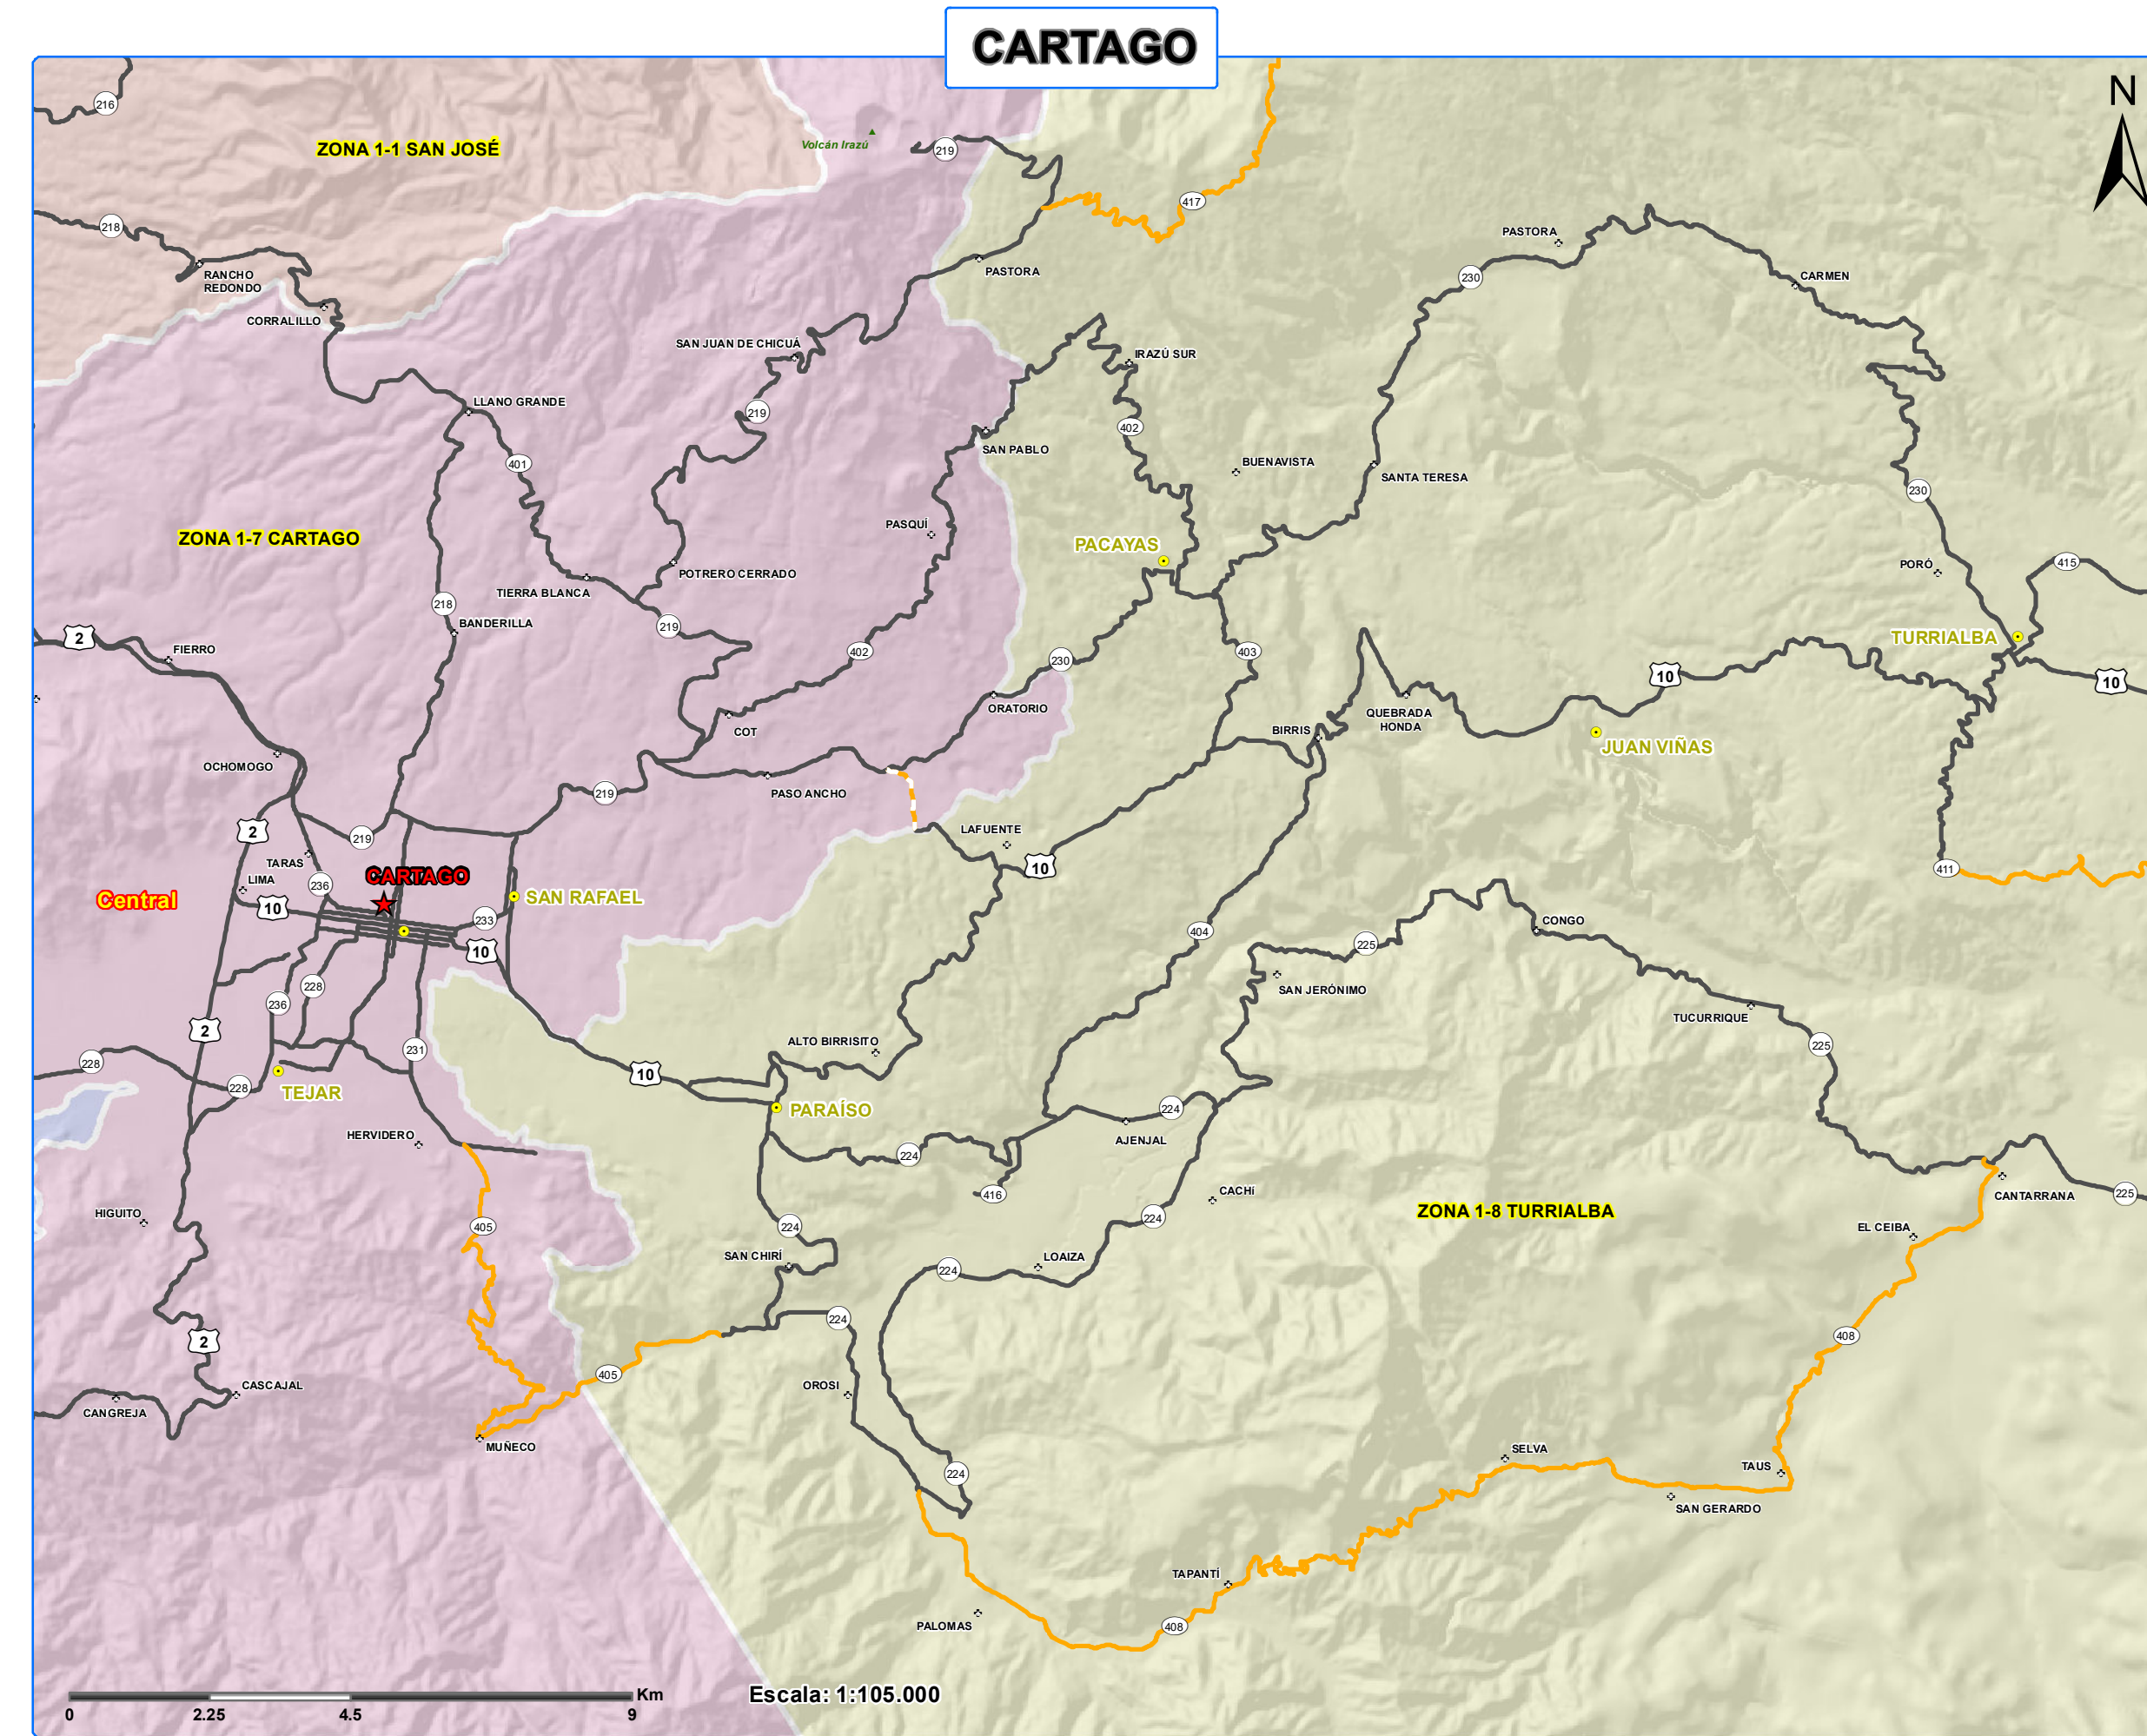 CARTAGO
N
216
ZONA 1-1 SAN JOSÉ
Volcán Irazú
219
417
218
RANCHO
REDONDO
CORRALILLO
PASTORA
PASTORA
230
CARMEN
SAN JUAN DE CHICUÁ
IRAZÚ SUR
LLANO GRANDE
219
402
SAN PABLO
401
BUENAVISTA
SANTA TERESA
230
ZONA 1-7 CARTAGO
PASQUÍ
PACAYAS
POTRERO CERRADO
TIERRA BLANCA
PORÓ
415
218
BANDERILLA
219
2
FIERRO
402
230
403
TURRIALBA
10
10
ORATORIO
COT
BIRRIS
QUEBRADA
HONDA
JUAN VIÑAS
OCHOMOGO
PASO ANCHO
219
2
219
LAFUENTE
TARAS
10
411
CARTAGO
LIMA
236
Central
10
SAN RAFAEL
233
10
404
225
CONGO
228
236
SAN JERÓNIMO
TUCURRIQUE
2
231
ALTO BIRRISITO
225
228
10
228
TEJAR
PARAÍSO
224
HERVIDERO
AJENJAL
224
416
CACHí
CANTARRANA
225
HIGUITO
405
224
224
ZONA 1-8 TURRIALBA
EL CEIBA
SAN CHIRÍ
LOAIZA
224
224
408
2
405
OROSI
CASCAJAL
CANGREJA
MUÑECO
SELVA
TAUS
224
SAN GERARDO
TAPANTÍ
PALOMAS
408
Km
Escala: 1:105.000
0
2.25
4.5
9